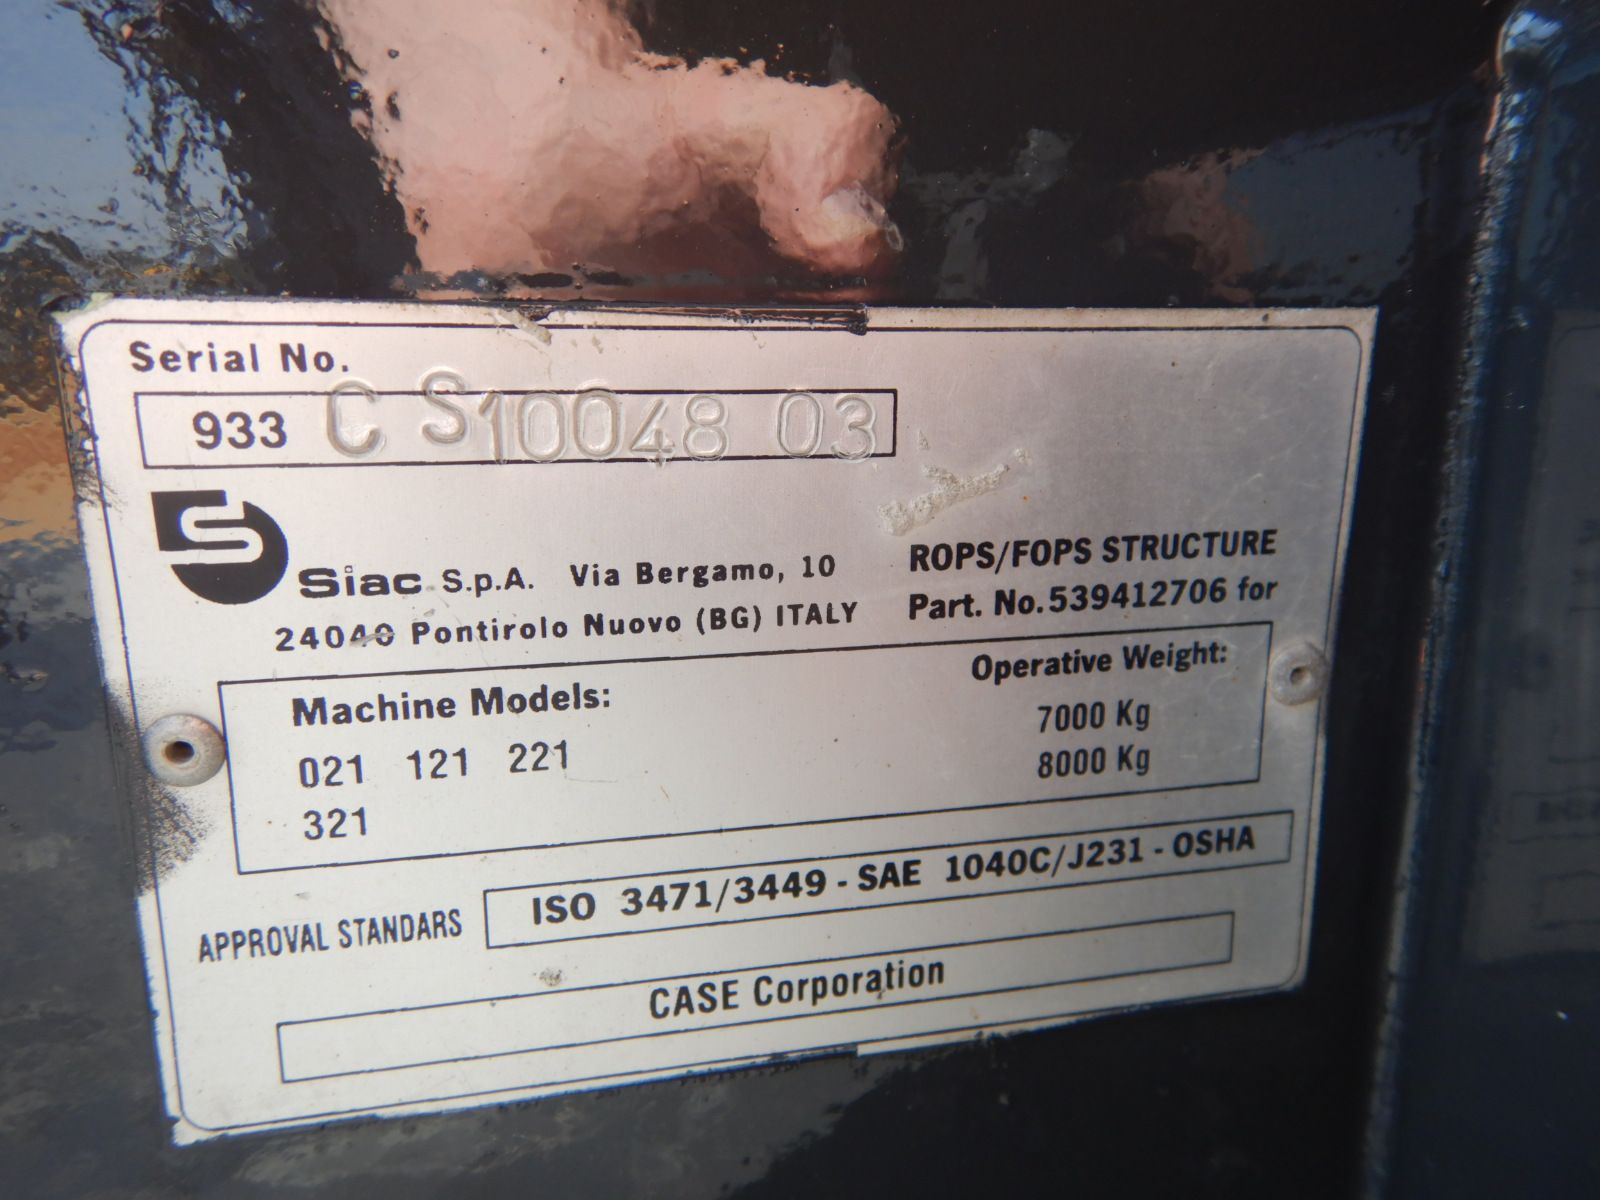 Serial No.
933 C S10048 03
Siac S.p.A. Via Bergamo, 10
24040 Pontirolo Nuovo (BG) ITALY
ROPS/FOPS STRUCTURE
Part. No.539412706 for
Machine Models: Operative Weight:
021 121 221 7000 Kg
321 8000 Kg
APPROVAL STANDARS ISO 3471/3449 - SAE 1040C/J231 - OSHA
CASE Corporation